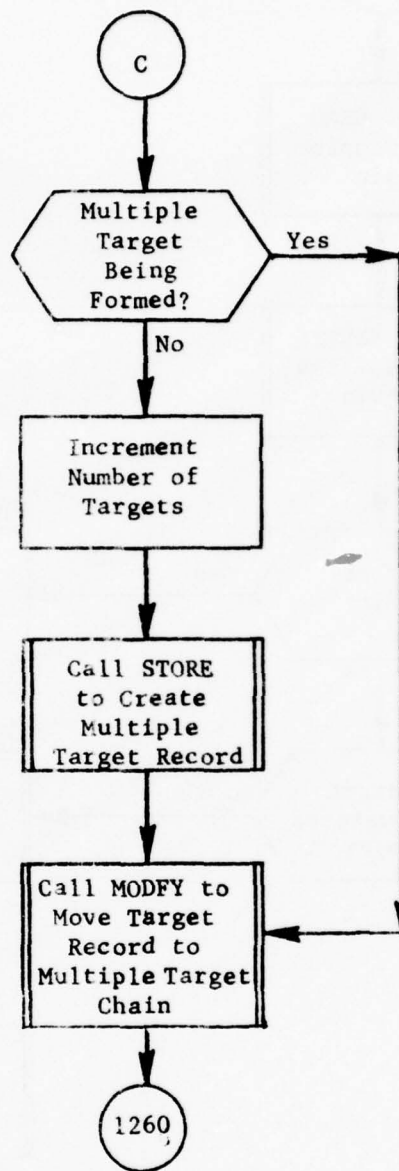 C
Multiple
Target
Being
Formed?
Yes
No
Increment
Number of
Targets
Call STORE
to Create
Multiple
Target Record
Call MODFY to
Move Target
Record to
Multiple Target
Chain
1260